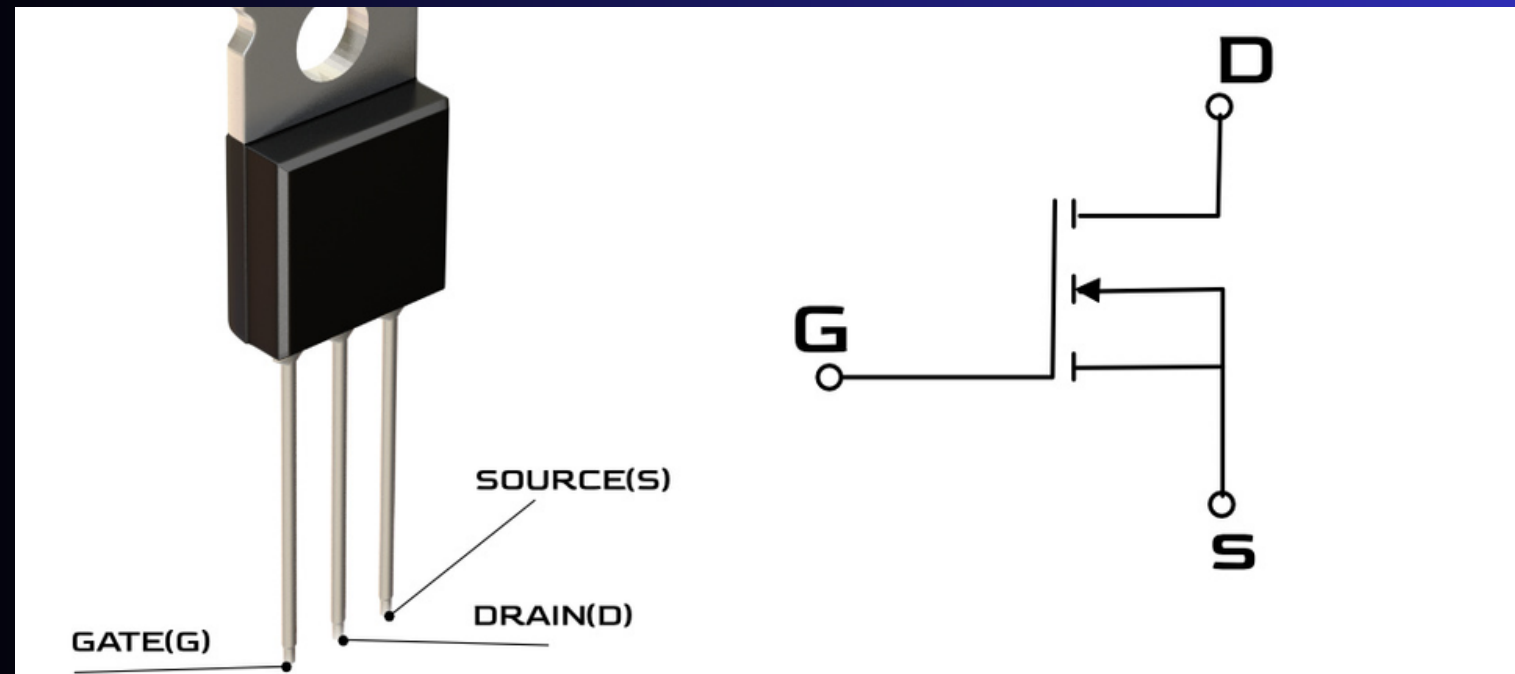 D
G
SOURCE(S)
S
DRAIN(D)
GATE(G)